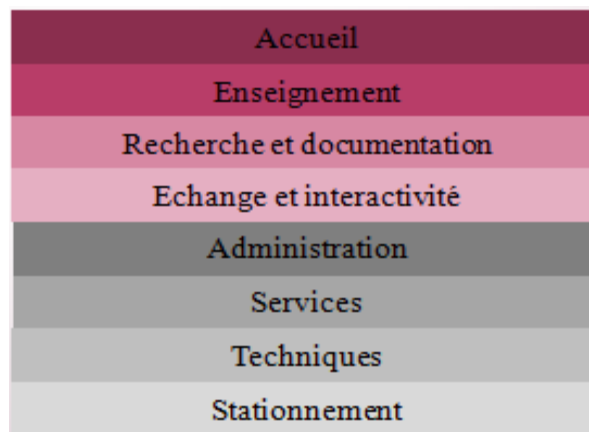 Accueil
Enseignement
Recherche et documentation
Echange et interactivité
Administration
Services
Techniques
Stationnement